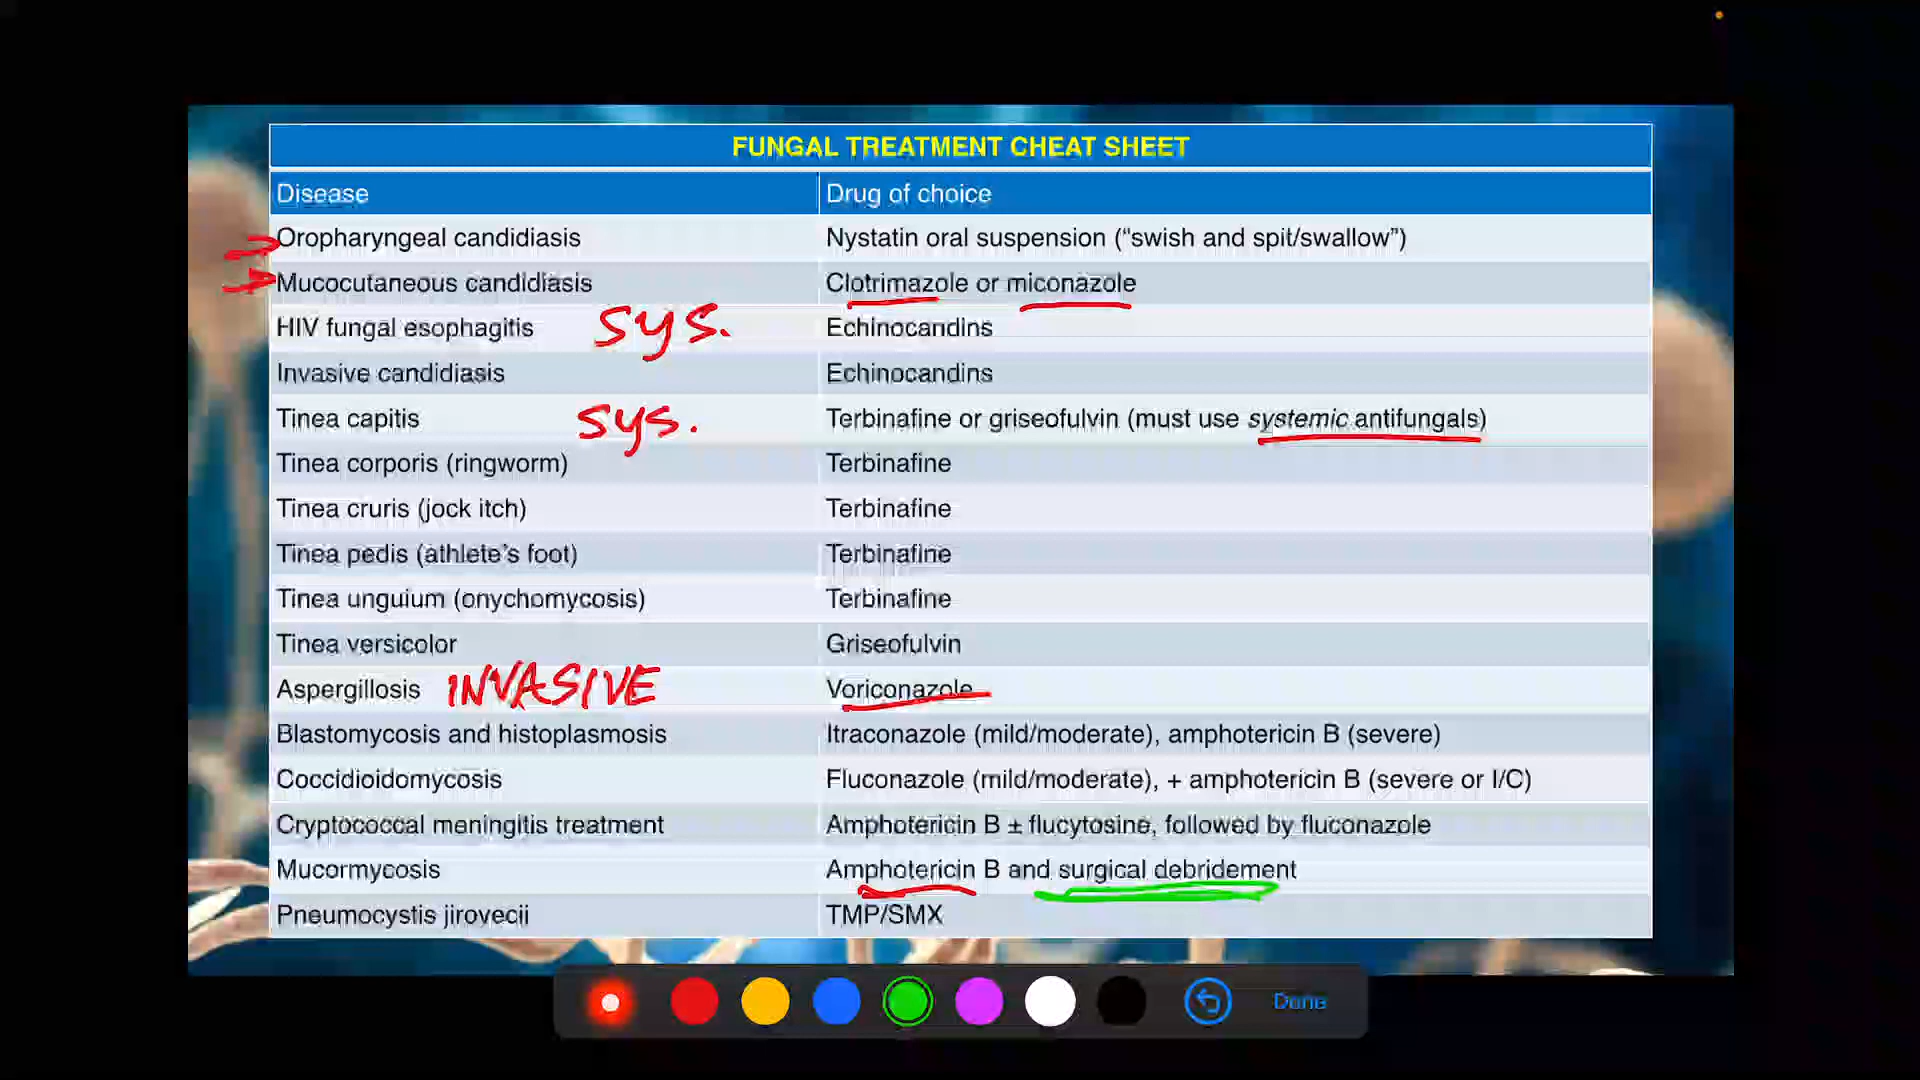 FUNGAL TREATMENT CHEAT SHEET
Disease Drug of choice
Oropharyngeal candidiasis Nystatin oral suspension (“swish and spit/swallow”)
Mucocutaneous candidiasis Clotrimazole or miconazole
HIV fungal esophagitis sys. Echinocandins
Invasive candidiasis Echinocandins
Tinea capitis sys. Terbinafine or griseofulvin (must use systemic antifungals)
Tinea corporis (ringworm) Terbinafine
Tinea cruris (jock itch) Terbinafine
Tinea pedis (athlete’s foot) Terbinafine
Tinea unguium (onychomycosis) Terbinafine
Tinea versicolor Griseofulvin
Aspergillosis INVASIVE Voriconazole
Blastomycosis and histoplasmosis Itraconazole (mild/moderate), amphotericin B (severe)
Coccidioidomycosis Fluconazole (mild/moderate), + amphotericin B (severe or I/C)
Cryptococcal meningitis treatment Amphotericin B ± flucytosine, followed by fluconazole
Mucormycosis Amphotericin B and surgical debridement
Pneumocystis jirovecii TMP/SMX
Done